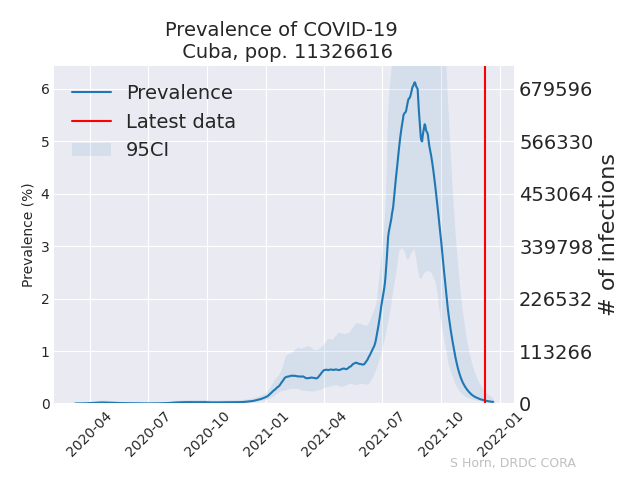 Prevalence of COVID-19
Cuba, pop. 11326616
Prevalence
Latest data
95CI
Prevalence (%)
6
5
4
3
2
1
0
679596
566330
453064
339798
226532
113266
0
# of infections
2020-04
2020-07
2020-10
2021-01
2021-04
2021-07
2021-10
2022-01
S Horn, DRDC CORA